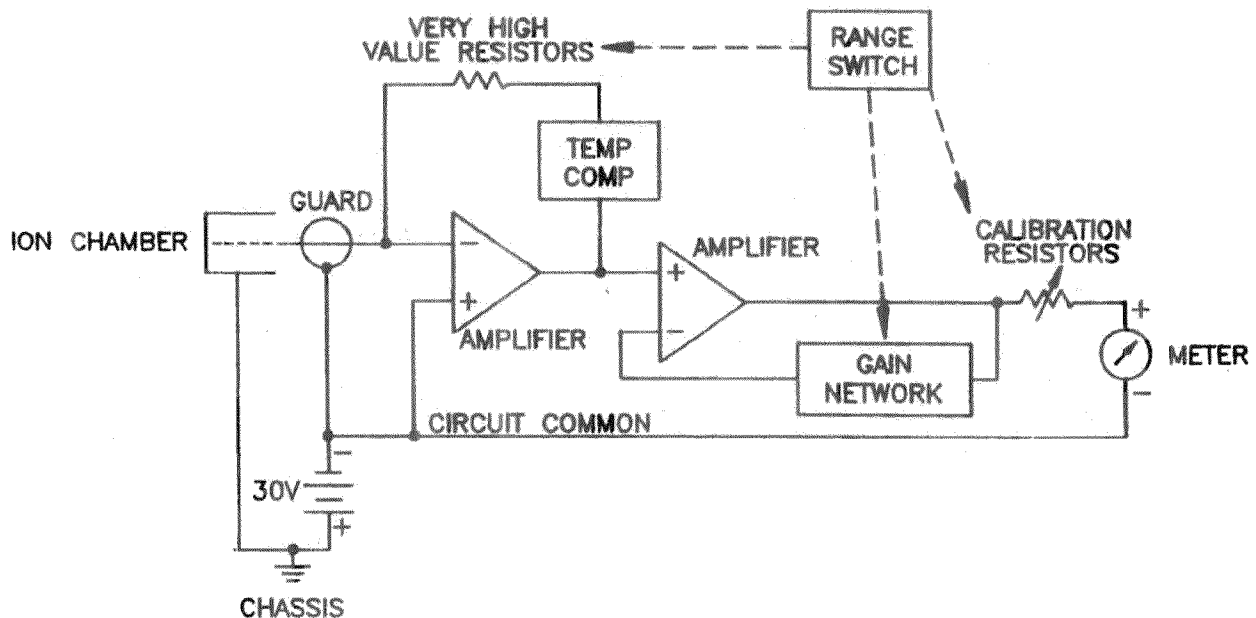 VERY HIGH
VALUE RESISTORS
RANGE
SWITCH
TEMP
COMP
GUARD
ION CHAMBER
CALIBRATION
RESISTORS
AMPLIFIER
AMPLIFIER
−
+
+
−
+
−
METER
GAIN
NETWORK
CIRCUIT COMMON
−
30V
+
CHASSIS